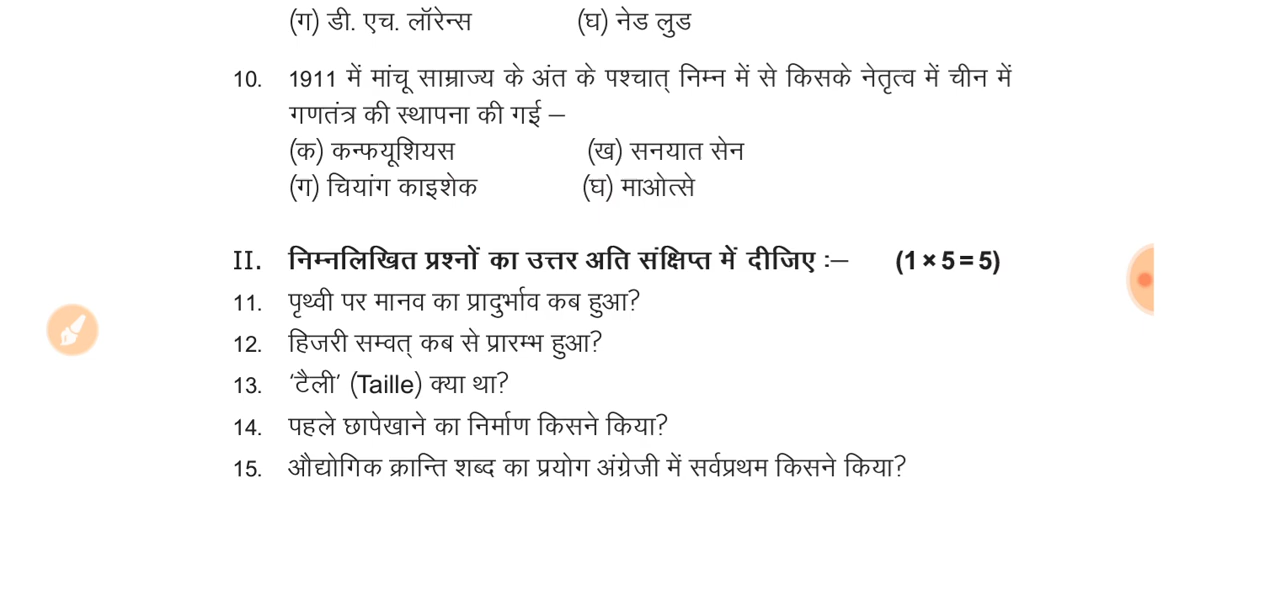 (ग) डी. एच. लॉरेन्स (घ) नेड लुड
10. 1911 में मांचू साम्राज्य के अंत के पश्चात् निम्न में से किसके नेतृत्व में चीन में
गणतंत्र की स्थापना की गई –
(क) कन्फयूशियस (ख) सनयात सेन
(ग) चियांग काइशेक (घ) माओत्से
II. निम्नलिखित प्रश्नों का उत्तर अति संक्षिप्त में दीजिए :– (1 × 5 = 5)
11. पृथ्वी पर मानव का प्रादुर्भाव कब हुआ?
12. हिजरी सम्वत् कब से प्रारम्भ हुआ?
13. ‘टैली’ (Taille) क्या था?
14. पहले छापेखाने का निर्माण किसने किया?
15. औद्योगिक क्रान्ति शब्द का प्रयोग अंग्रेजी में सर्वप्रथम किसने किया?